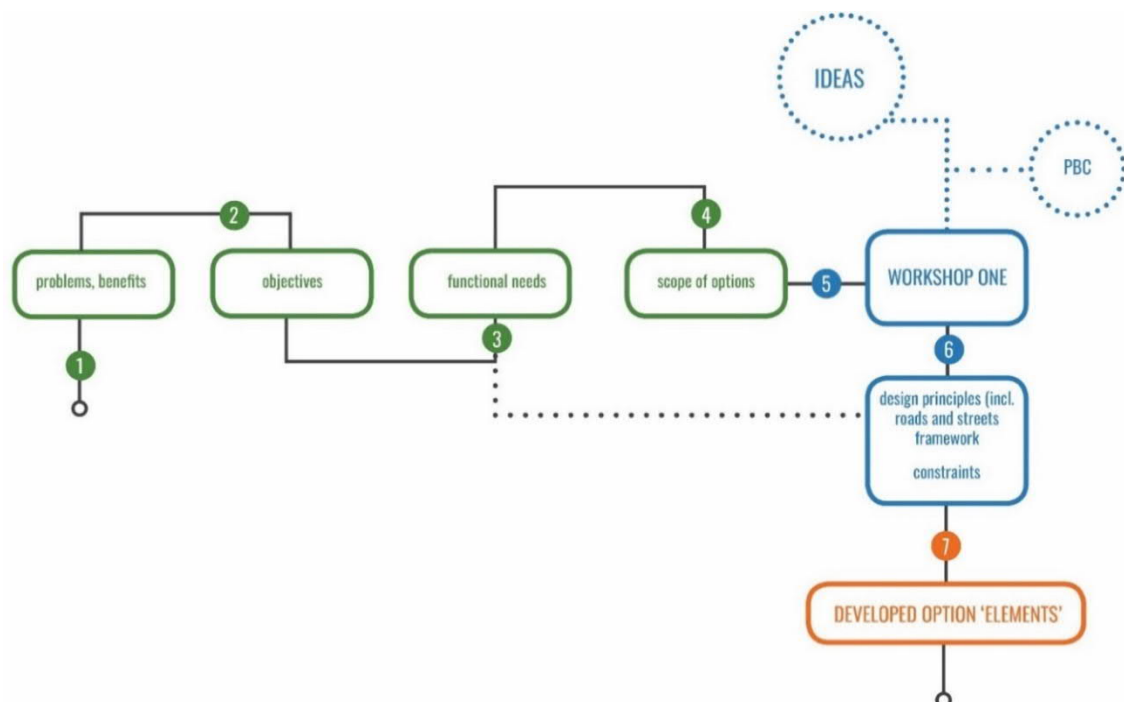 IDEAS
PBC
2
4
problems, benefits
objectives
functional needs
scope of options
5
WORKSHOP ONE
1
3
6
design principles (incl.
roads and streets
framework
constraints
7
DEVELOPED OPTION ‘ELEMENTS’